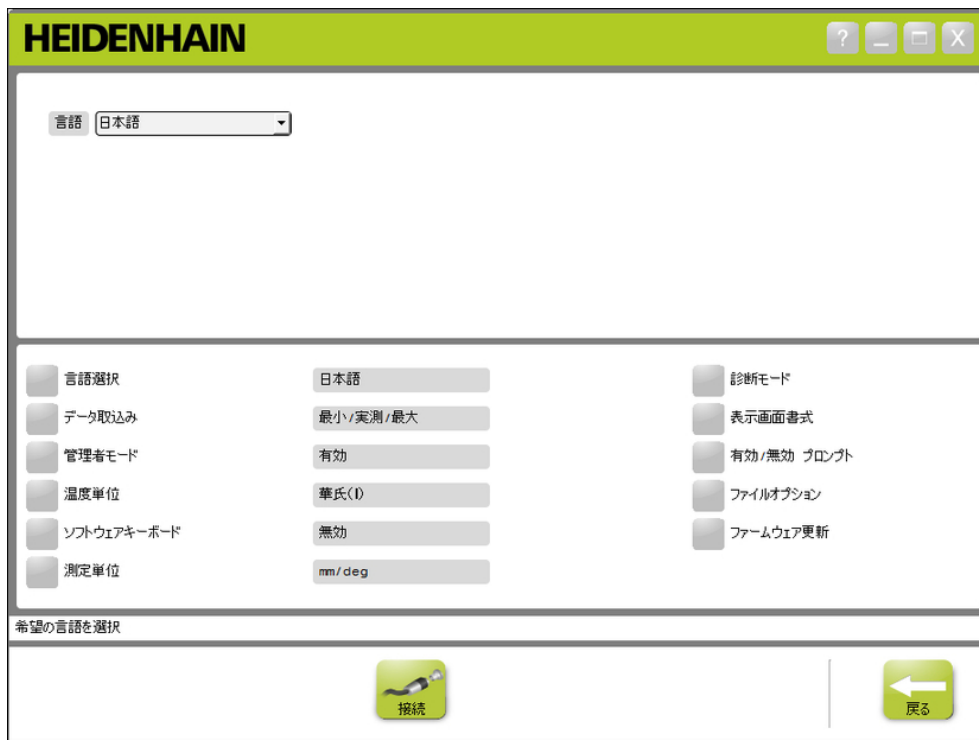 HEIDENHAIN
? _ □ X
言語 日本語
言語選択 日本語 診断モード
データ取込み 最小/実測/最大 表示画面書式
管理者モード 有効 有効/無効 プロンプト
温度単位 華氏(I) ファイルオプション
ソフトウェアキーボード 無効 ファームウェア更新
測定単位 mm/deg
希望の言語を選択
接続 戻る